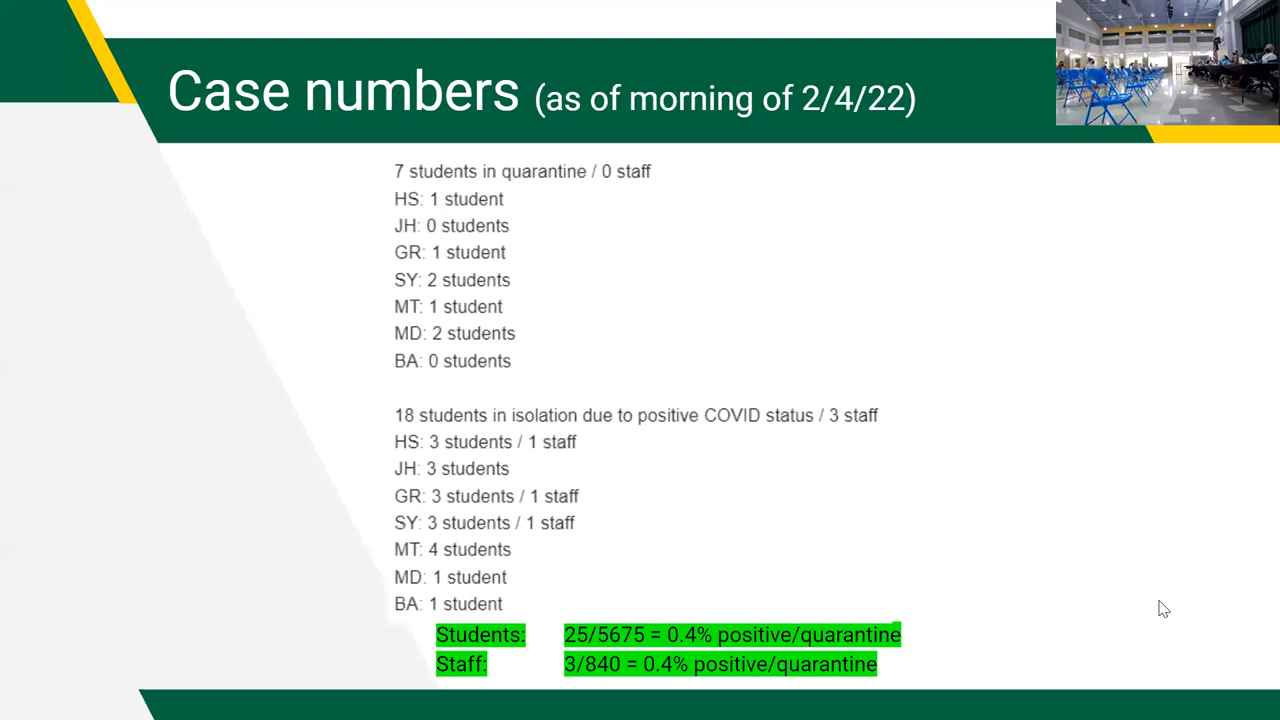 Case numbers (as of morning of 2/4/22)
7 students in quarantine / 0 staff
HS: 1 student
JH: 0 students
GR: 1 student
SY: 2 students
MT: 1 student
MD: 2 students
BA: 0 students
18 students in isolation due to positive COVID status / 3 staff
HS: 3 students / 1 staff
JH: 3 students
GR: 3 students / 1 staff
SY: 3 students / 1 staff
MT: 4 students
MD: 1 student
BA: 1 student
Students: 25/5675 = 0.4% positive/quarantine
Staff: 3/840 = 0.4% positive/quarantine